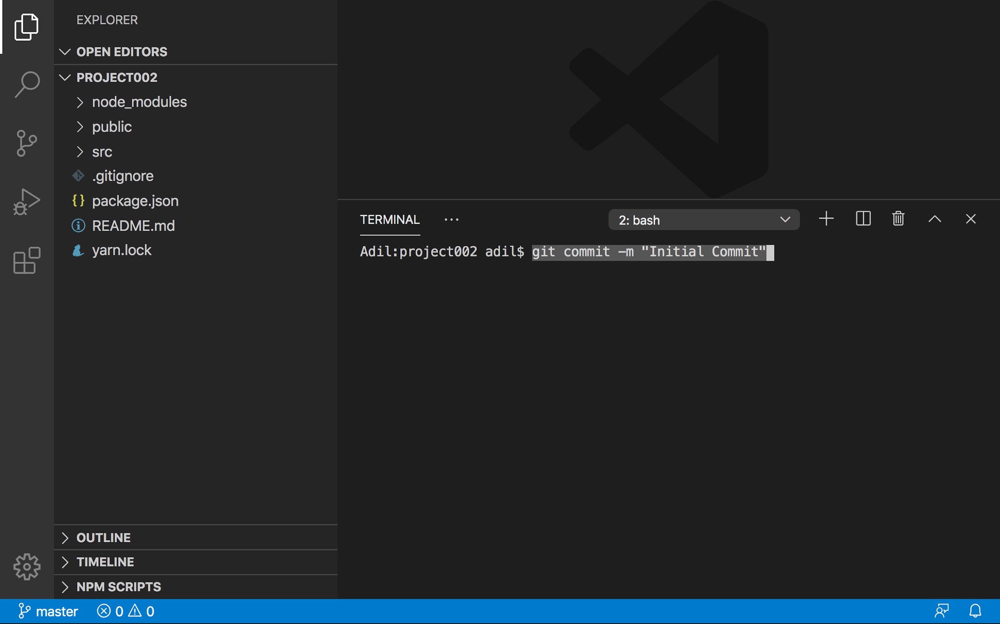 EXPLORER
OPEN EDITORS
PROJECT002
node_modules
public
src
.gitignore
{} package.json
README.md
yarn.lock
OUTLINE
TIMELINE
NPM SCRIPTS
TERMINAL ... 2: bash
Adil:project002 adil$ git commit -m "Initial Commit"
master 0 0